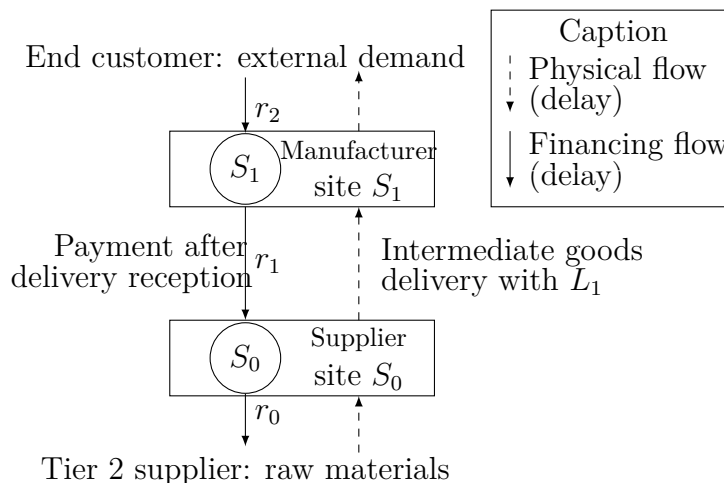 End customer: external demand
r₂
S₁
Manufacturer
site S₁
Payment after
delivery reception
r₁
Intermediate goods
delivery with L₁
S₀
Supplier
site S₀
r₀
Tier 2 supplier: raw materials
Caption
Physical flow
(delay)
Financing flow
(delay)